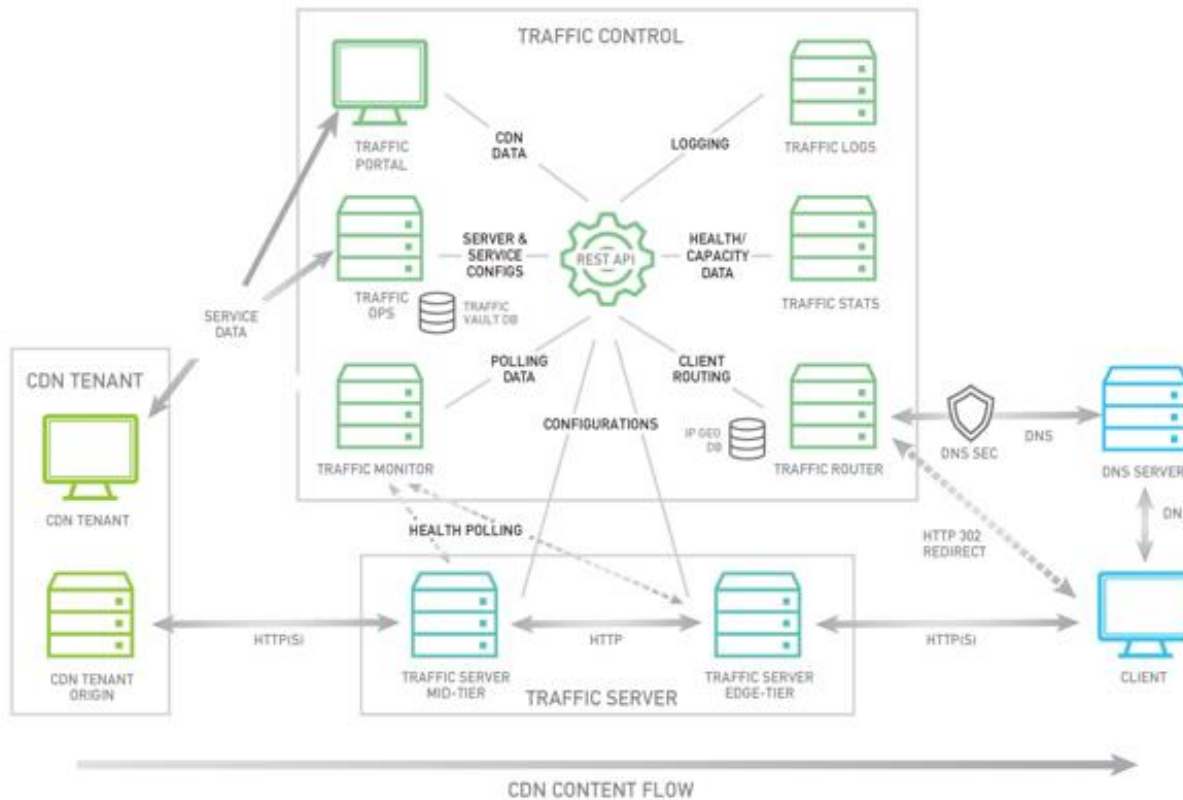 TRAFFIC CONTROL
TRAFFIC
PORTAL
CDN
DATA
LOGGING
TRAFFIC LOGS
SERVER &
SERVICE
CONFIGS
REST API
HEALTH/
CAPACITY
DATA
TRAFFIC
OPS
TRAFFIC
VAULT DB
TRAFFIC STATS
SERVICE
DATA
POLLING
DATA
CLIENT
ROUTING
CDN TENANT
CONFIGURATIONS
IP GEO
DB
TRAFFIC MONITOR
TRAFFIC ROUTER
DNS SEC
DNS
DNS SERVER
CDN TENANT
HEALTH POLLING
HTTP 302
REDIRECT
DN
HTTP(S)
HTTP
HTTP(S)
CDN TENANT
ORIGIN
TRAFFIC SERVER
MID-TIER
TRAFFIC SERVER
EDGE-TIER
CLIENT
TRAFFIC SERVER
CDN CONTENT FLOW